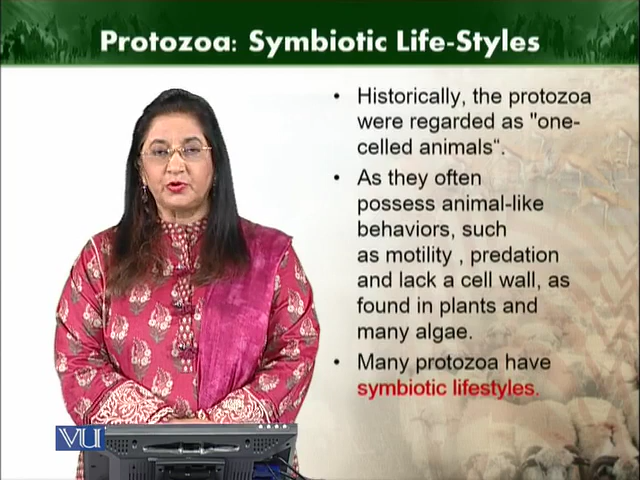 Protozoa: Symbiotic Life-Styles
• Historically, the protozoa
were regarded as "one-
celled animals“.
• As they often
possess animal-like
behaviors, such
as motility , predation
and lack a cell wall, as
found in plants and
many algae.
• Many protozoa have
symbiotic lifestyles.
VU